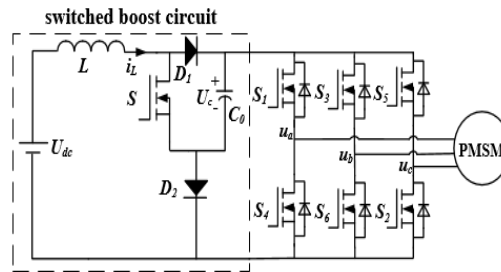 switched boost circuit
L
i_L
D_1
S
U_c
+
-
C_0
U_dc
D_2
S_1
S_3
S_5
u_a
u_b
u_c
PMSM
S_4
S_6
S_2